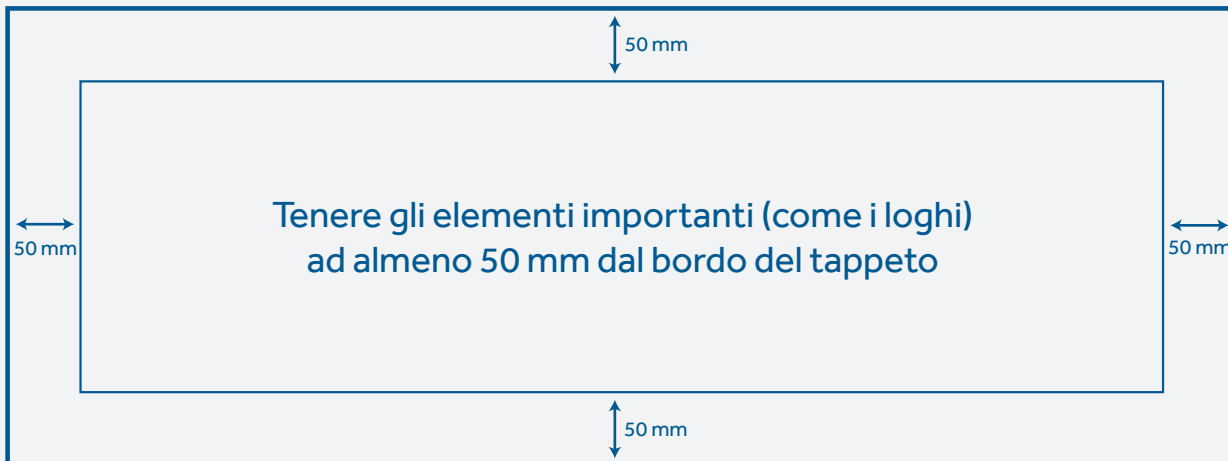 50 mm
Tenere gli elementi importanti (come i loghi)
50 mm
50 mm
ad almeno 50 mm dal bordo del tappeto
50 mm